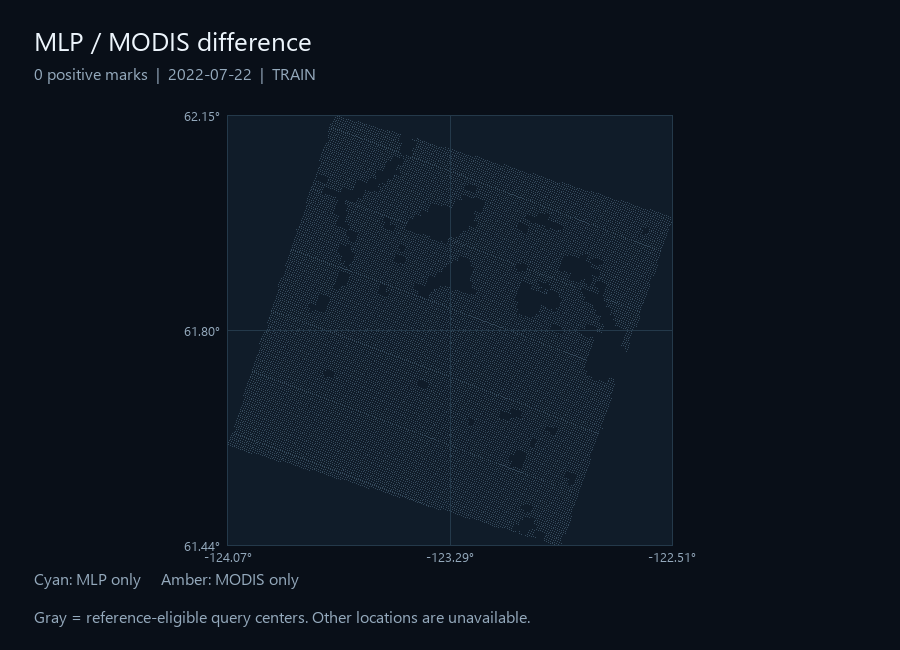 MLP / MODIS difference
0 positive marks | 2022-07-22 | TRAIN
62.15°
61.80°
61.44°
-124.07° -123.29° -122.51°
Cyan: MLP only Amber: MODIS only
Gray = reference-eligible query centers. Other locations are unavailable.